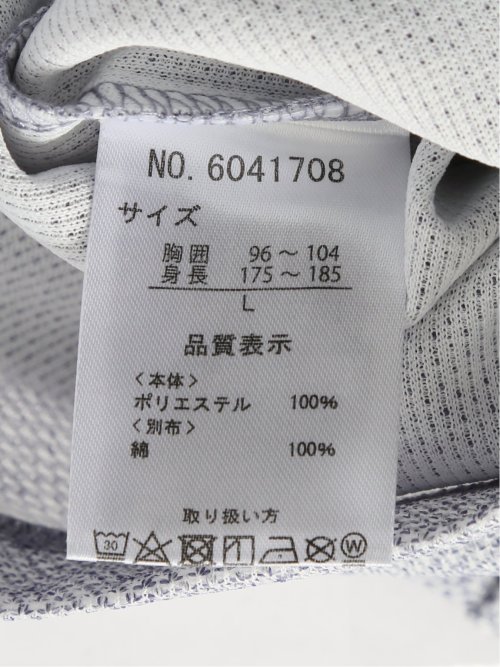 NO. 6041708
サイズ
胸囲 96～104
身長 175～185
L
品質表示
〈本体〉
ポリエステル 100%
〈別布〉
綿 100%
取り扱い方
30
W